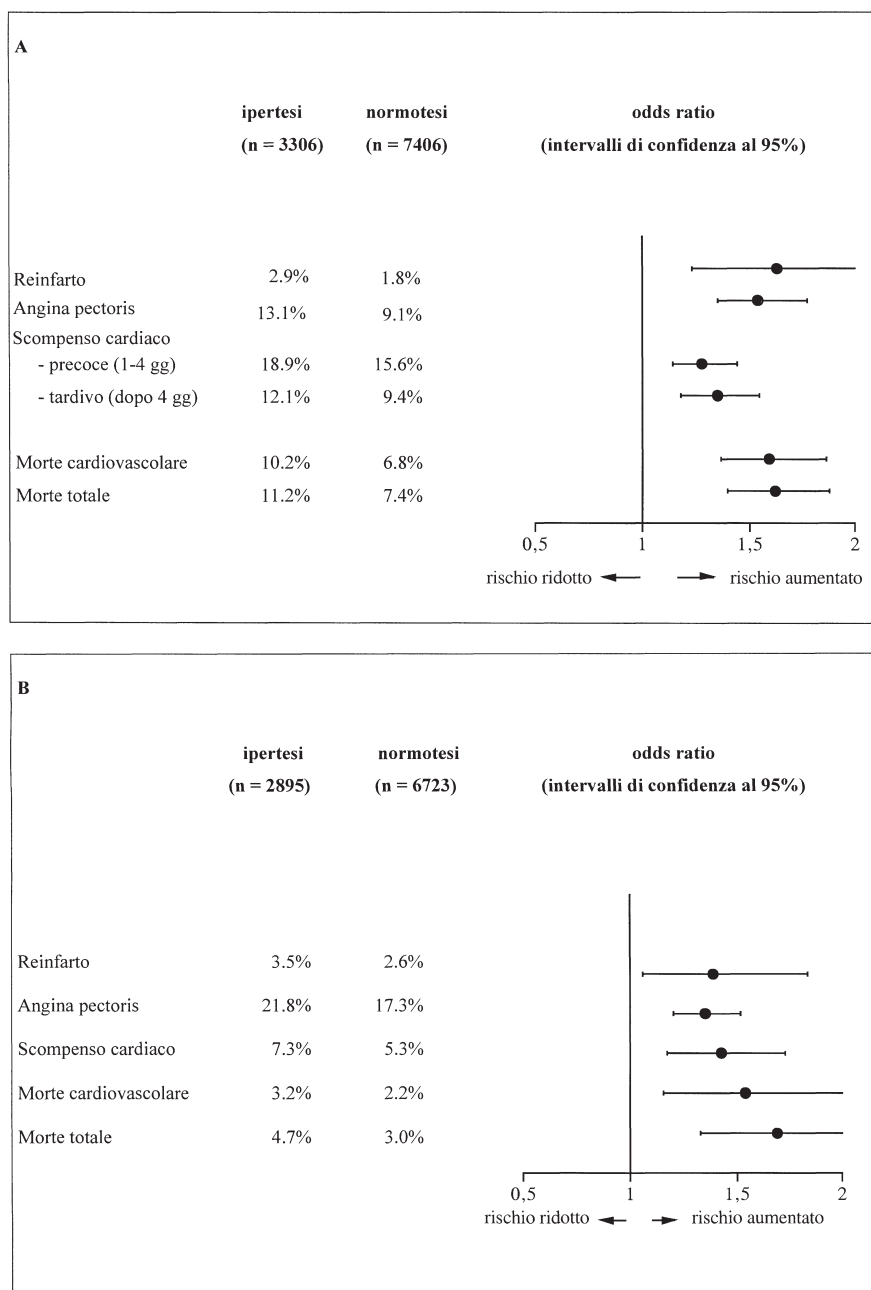 A
ipertesi normotesi odds ratio
(n = 3306) (n = 7406) (intervalli di confidenza al 95%)
Reinfarto 2.9% 1.8%
Angina pectoris 13.1% 9.1%
Scompenso cardiaco
- precoce (1-4 gg) 18.9% 15.6%
- tardivo (dopo 4 gg) 12.1% 9.4%
Morte cardiovascolare 10.2% 6.8%
Morte totale 11.2% 7.4%
0,5 1 1,5 2
rischio ridotto rischio aumentato
B
ipertesi normotesi odds ratio
(n = 2895) (n = 6723) (intervalli di confidenza al 95%)
Reinfarto 3.5% 2.6%
Angina pectoris 21.8% 17.3%
Scompenso cardiaco 7.3% 5.3%
Morte cardiovascolare 3.2% 2.2%
Morte totale 4.7% 3.0%
0,5 1 1,5 2
rischio ridotto rischio aumentato